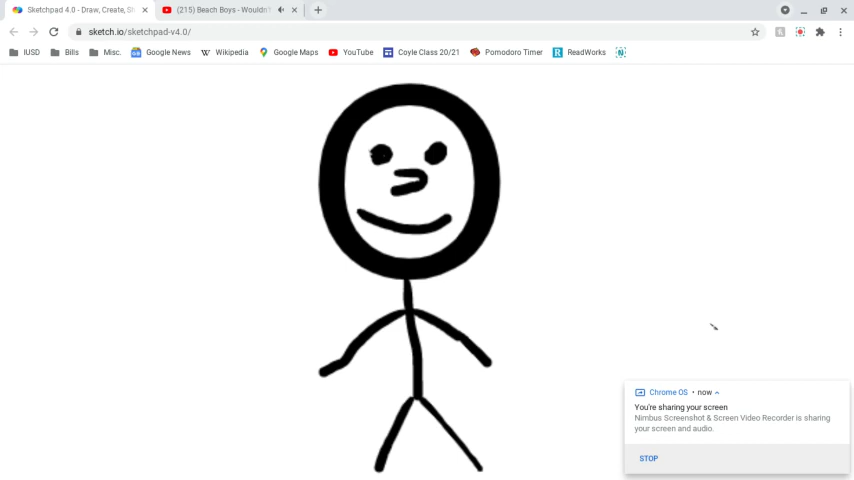 Sketchpad 4.0 - Draw, Create, Sh
(215) Beach Boys - Wouldn't
sketch.io/sketchpad-v4.0/
IUSD
Bills
Misc.
Google News
Wikipedia
Google Maps
YouTube
Coyle Class 20/21
Pomodoro Timer
ReadWorks
Chrome OS • now
You're sharing your screen
Nimbus Screenshot & Screen Video Recorder is sharing
your screen and audio.
STOP